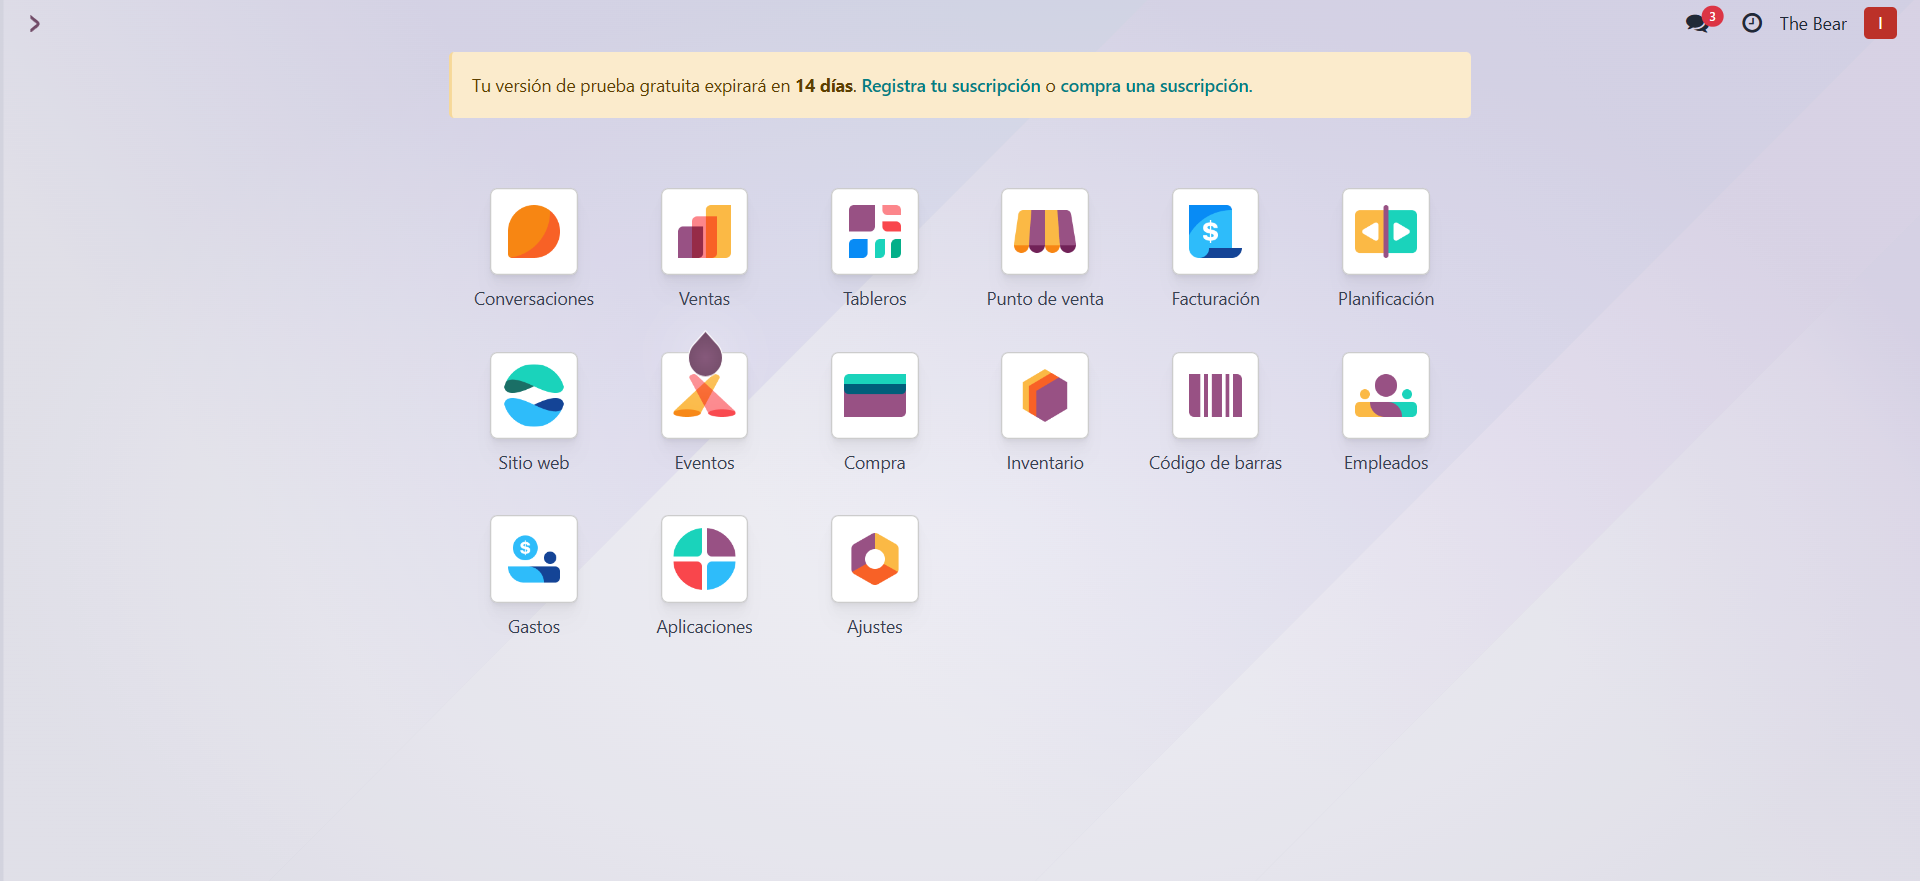 3
The Bear
I
Tu versión de prueba gratuita expirará en 14 días. Registra tu suscripción o compra una suscripción.
Conversaciones
Ventas
Tableros
Punto de venta
$
Facturación
Planificación
Sitio web
Eventos
Compra
Inventario
Código de barras
Empleados
$
Gastos
Aplicaciones
Ajustes